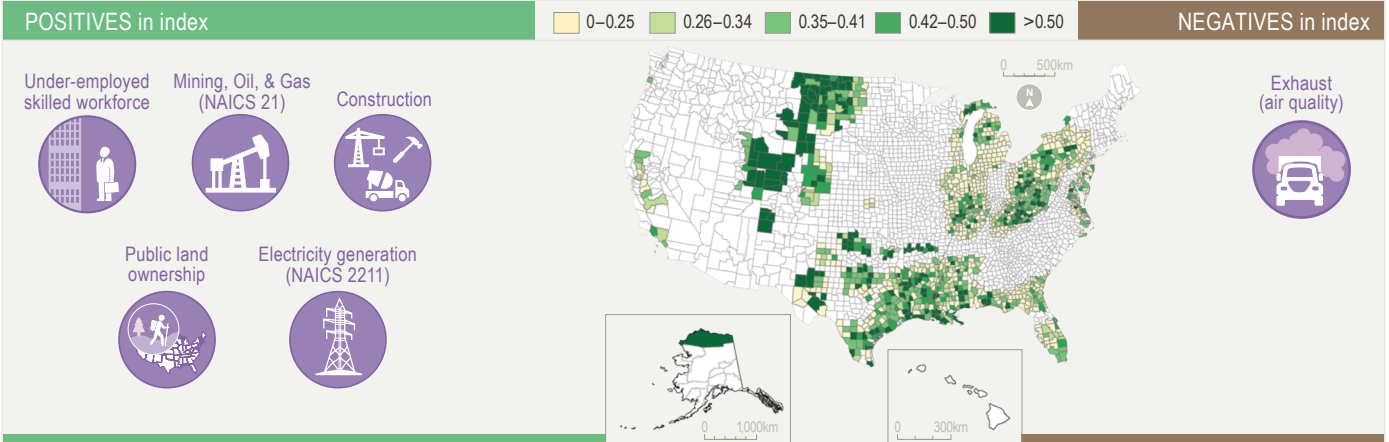 POSITIVES in index
0–0.25
0.26–0.34
0.35–0.41
0.42–0.50
>0.50
NEGATIVES in index
Under-employed
skilled workforce
Mining, Oil, & Gas
(NAICS 21)
Construction
Public land
ownership
Electricity generation
(NAICS 2211)
0 500km
N
Exhaust
(air quality)
0 1,000km
0 300km